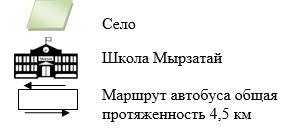 Село
Школа Мырзатай
Маршрут автобуса общая
протяженность 4,5 км